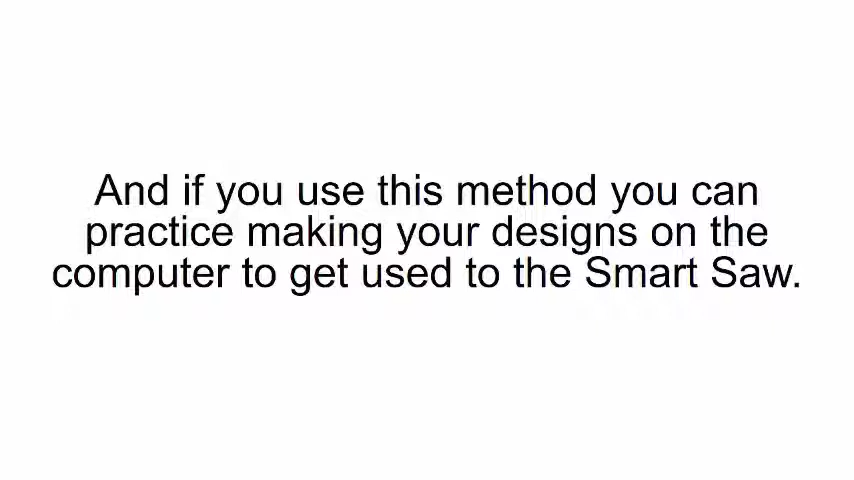 And if you use this method you can
practice making your designs on the
computer to get used to the Smart Saw.